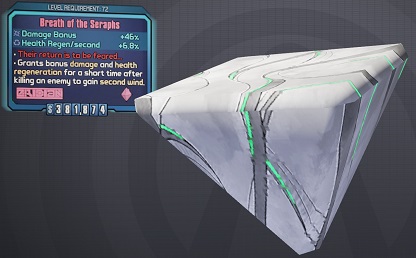 LEVEL REQUIREMENT: 72
Breath of the Seraphs
Damage Bonus +46%
Health Regen/second +6.8%
• Their return is to be feared...
• Grants bonus damage and health
regeneration for a short time after
killing an enemy to gain second wind.